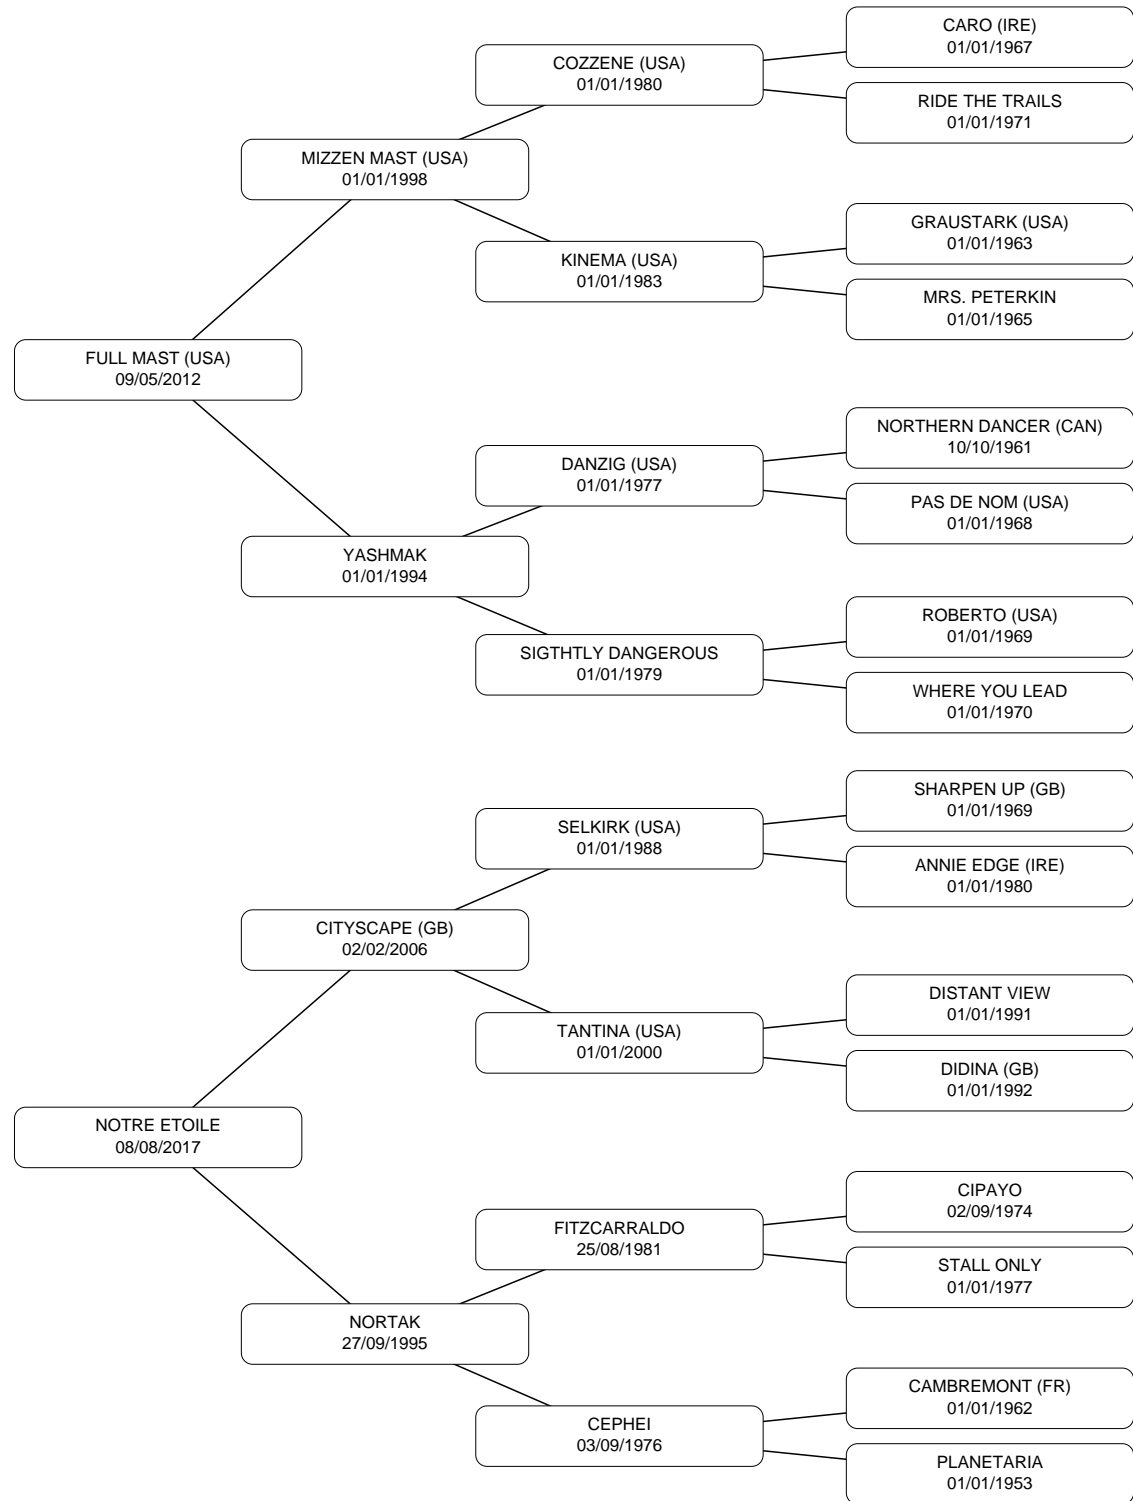 CARO (IRE)
01/01/1967
COZZENE (USA)
01/01/1980
RIDE THE TRAILS
01/01/1971
MIZZEN MAST (USA)
01/01/1998
GRAUSTARK (USA)
01/01/1963
KINEMA (USA)
01/01/1983
MRS. PETERKIN
01/01/1965
FULL MAST (USA)
09/05/2012
NORTHERN DANCER (CAN)
10/10/1961
DANZIG (USA)
01/01/1977
PAS DE NOM (USA)
01/01/1968
YASHMAK
01/01/1994
ROBERTO (USA)
01/01/1969
SIGTHTLY DANGEROUS
01/01/1979
WHERE YOU LEAD
01/01/1970
SHARPEN UP (GB)
01/01/1969
SELKIRK (USA)
01/01/1988
ANNIE EDGE (IRE)
01/01/1980
CITYSCAPE (GB)
02/02/2006
DISTANT VIEW
01/01/1991
TANTINA (USA)
01/01/2000
DIDINA (GB)
01/01/1992
NOTRE ETOILE
08/08/2017
CIPAYO
02/09/1974
FITZCARRALDO
25/08/1981
STALL ONLY
01/01/1977
NORTAK
27/09/1995
CAMBREMONT (FR)
01/01/1962
CEPHEI
03/09/1976
PLANETARIA
01/01/1953